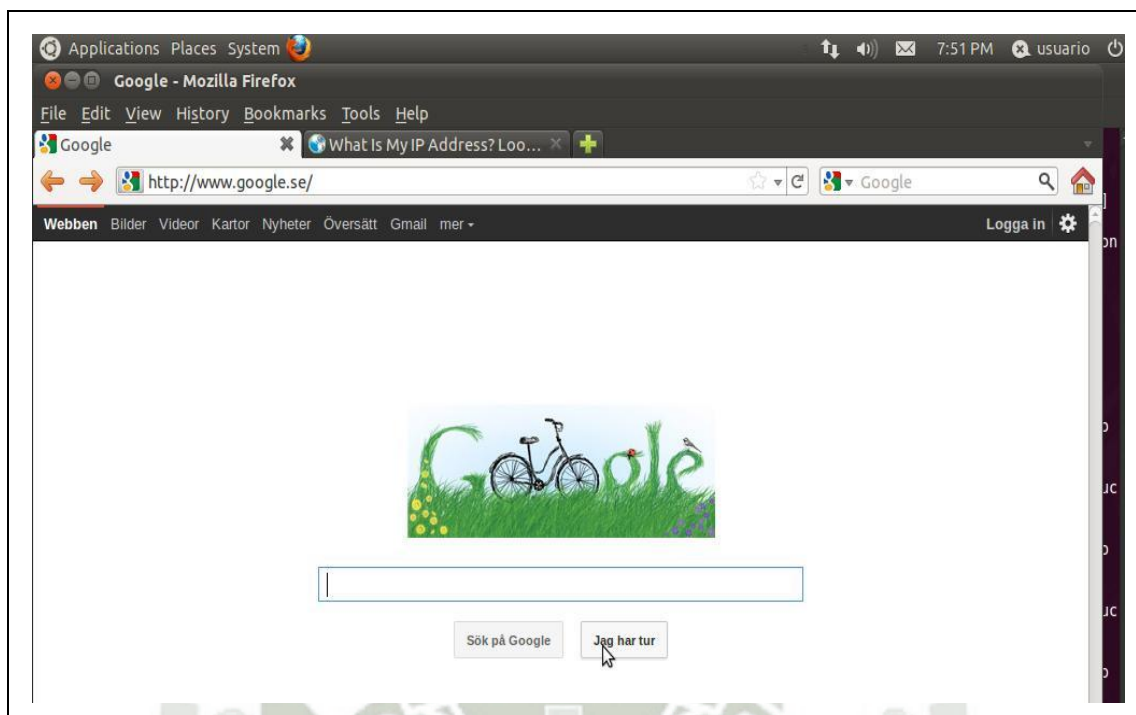 Applications Places System 7:51 PM usuario
Google - Mozilla Firefox
File Edit View History Bookmarks Tools Help
Google What Is My IP Address? Loo...
http://www.google.se/ Google
Webben Bilder Videor Kartor Nyheter Översätt Gmail mer Logga in
Google
Sök på Google Jag har tur